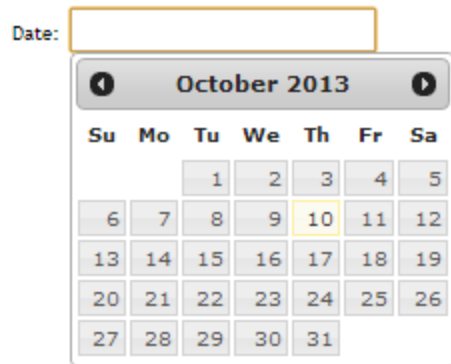 Date:
October 2013
Su Mo Tu We Th Fr Sa
1 2 3 4 5
6 7 8 9 10 11 12
13 14 15 16 17 18 19
20 21 22 23 24 25 26
27 28 29 30 31